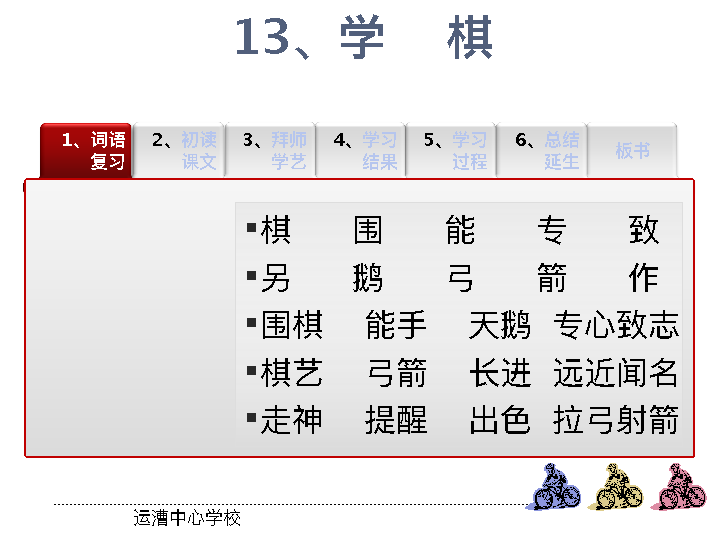 13、学 棋
1、词语
复习
2、初读
课文
3、拜师
学艺
4、学习
结果
5、学习
过程
6、总结
延生
板书
▪棋 围 能 专 致
▪另 鹅 弓 箭 作
▪围棋 能手 天鹅 专心致志
▪棋艺 弓箭 长进 远近闻名
▪走神 提醒 出色 拉弓射箭
运漕中心学校